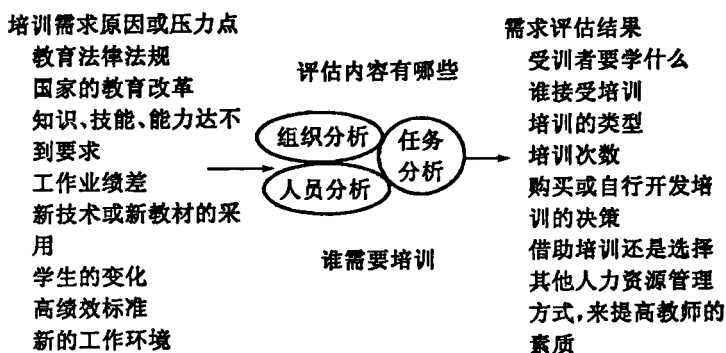 培训需求原因或压力点
教育法律法规
国家的教育改革
知识、技能、能力达不
到要求
工作业绩差
新技术或新教材的采
用
学生的变化
高绩效标准
新的工作环境
评估内容有哪些
组织分析
人员分析
任务
分析
谁需要培训
需求评估结果
受训者要学什么
谁接受培训
培训的类型
培训次数
购买或自行开发培
训的决策
借助培训还是选择
其他人力资源管理
方式,来提高教师的
素质